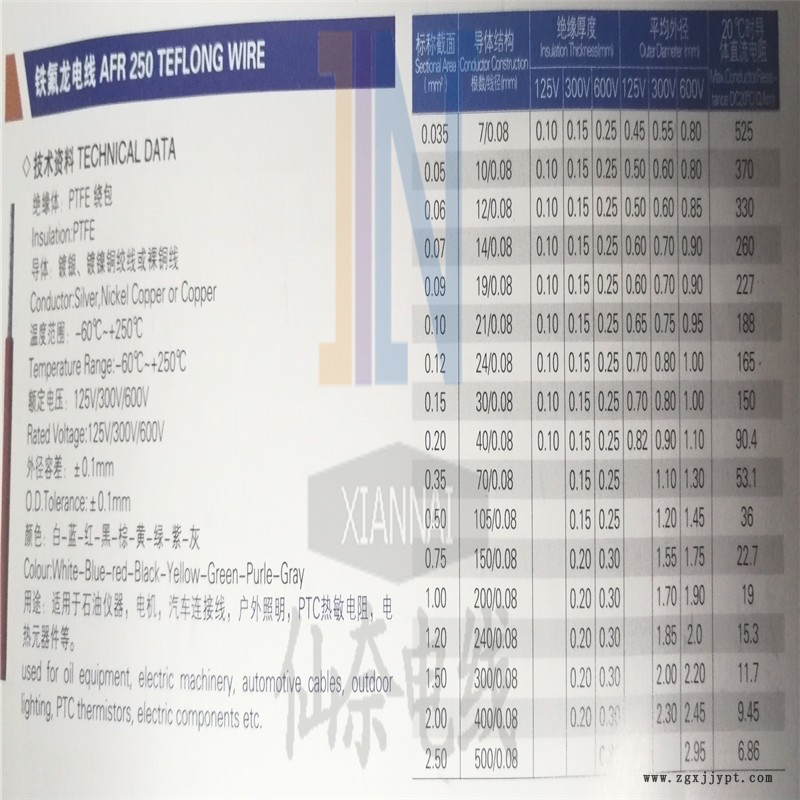 铁氟龙电线 AFR 250 TEFLONG WIRE
◇技术资料 TECHNICAL DATA
绝缘体：PTFE 绕包
Insulation:PTFE
导体：镀银、镀镍铜绞线或裸铜线
Conductor:Silver,Nickel Copper or Copper
温度范围：-60℃~+250℃
Temperature Range:-60℃~+250℃
额定电压：125V/300V/600V
Rated Voltage:125V/300V/600V
外径容差：±0.1mm
O.D.Tolerance:±0.1mm
颜色：白-蓝-红-黑-棕-黄-绿-紫-灰
Colour:White-Blue-red-Black-Yellow-Green-Purle-Gray
用途：适用于石油仪器，电机，汽车连接线，户外照明，PTC热敏电阻，电
热元器件等。
used for oil equipment, electric machinery, automotive cables, outdoor
lighting, PTC thermistors, electric components etc.
标称截面 导体结构 绝缘厚度 平均外径 20℃时导
Sectional Area Conductor Construction Insulation Thickness(mm) Outer Diameter(mm) 体直流电阻
(mm²) 根数/线径(mm) 125V 300V 600V 125V 300V 600V Max.ConductorResis-
tance DC20℃(Ω/km)
0.035 7/0.08 0.10 0.15 0.25 0.45 0.55 0.80 525
0.05 10/0.08 0.10 0.15 0.25 0.50 0.60 0.80 370
0.06 12/0.08 0.10 0.15 0.25 0.50 0.60 0.85 330
0.07 14/0.08 0.10 0.15 0.25 0.60 0.70 0.90 260
0.09 19/0.08 0.10 0.15 0.25 0.60 0.70 0.90 227
0.10 21/0.08 0.10 0.15 0.25 0.65 0.75 0.95 188
0.12 24/0.08 0.10 0.15 0.25 0.70 0.80 1.00 165
0.15 30/0.08 0.10 0.15 0.25 0.70 0.80 1.00 150
0.20 40/0.08 0.10 0.15 0.25 0.82 0.90 1.10 90.4
0.35 70/0.08 0.15 0.25 1.10 1.30 53.1
0.50 105/0.08 0.15 0.25 1.20 1.45 36
0.75 150/0.08 0.20 0.30 1.55 1.75 22.7
1.00 200/0.08 0.20 0.30 1.70 1.90 19
1.20 240/0.08 0.20 0.30 1.85 2.0 15.3
1.50 300/0.08 0.20 0.30 2.00 2.20 11.7
2.00 400/0.08 0.20 0.30 2.30 2.45 9.45
2.50 500/0.08 2.95 6.86
XIANNAI
仙奈电线
www.zgxjjypt.com